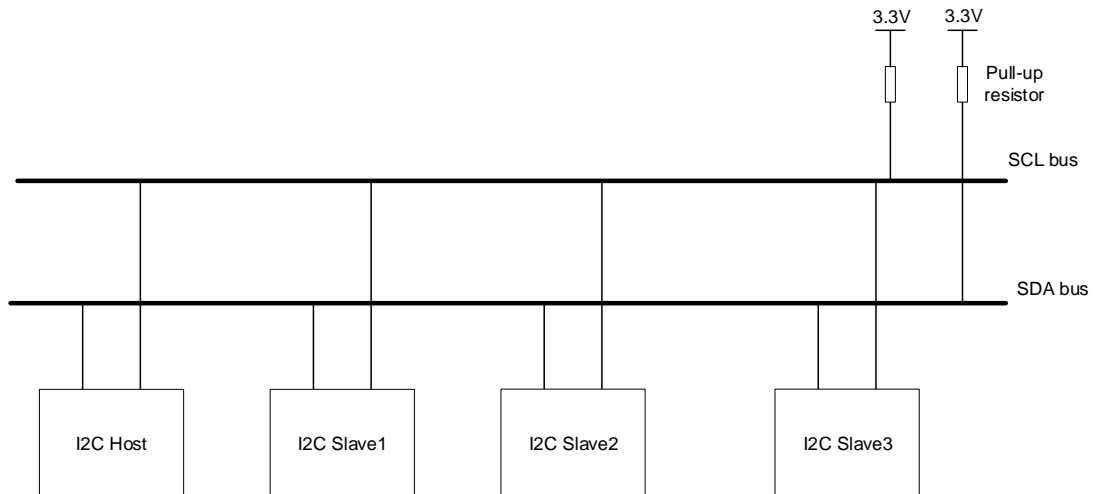 3.3V 3.3V
Pull-up
resistor
SCL bus
SDA bus
I2C Host I2C Slave1 I2C Slave2 I2C Slave3